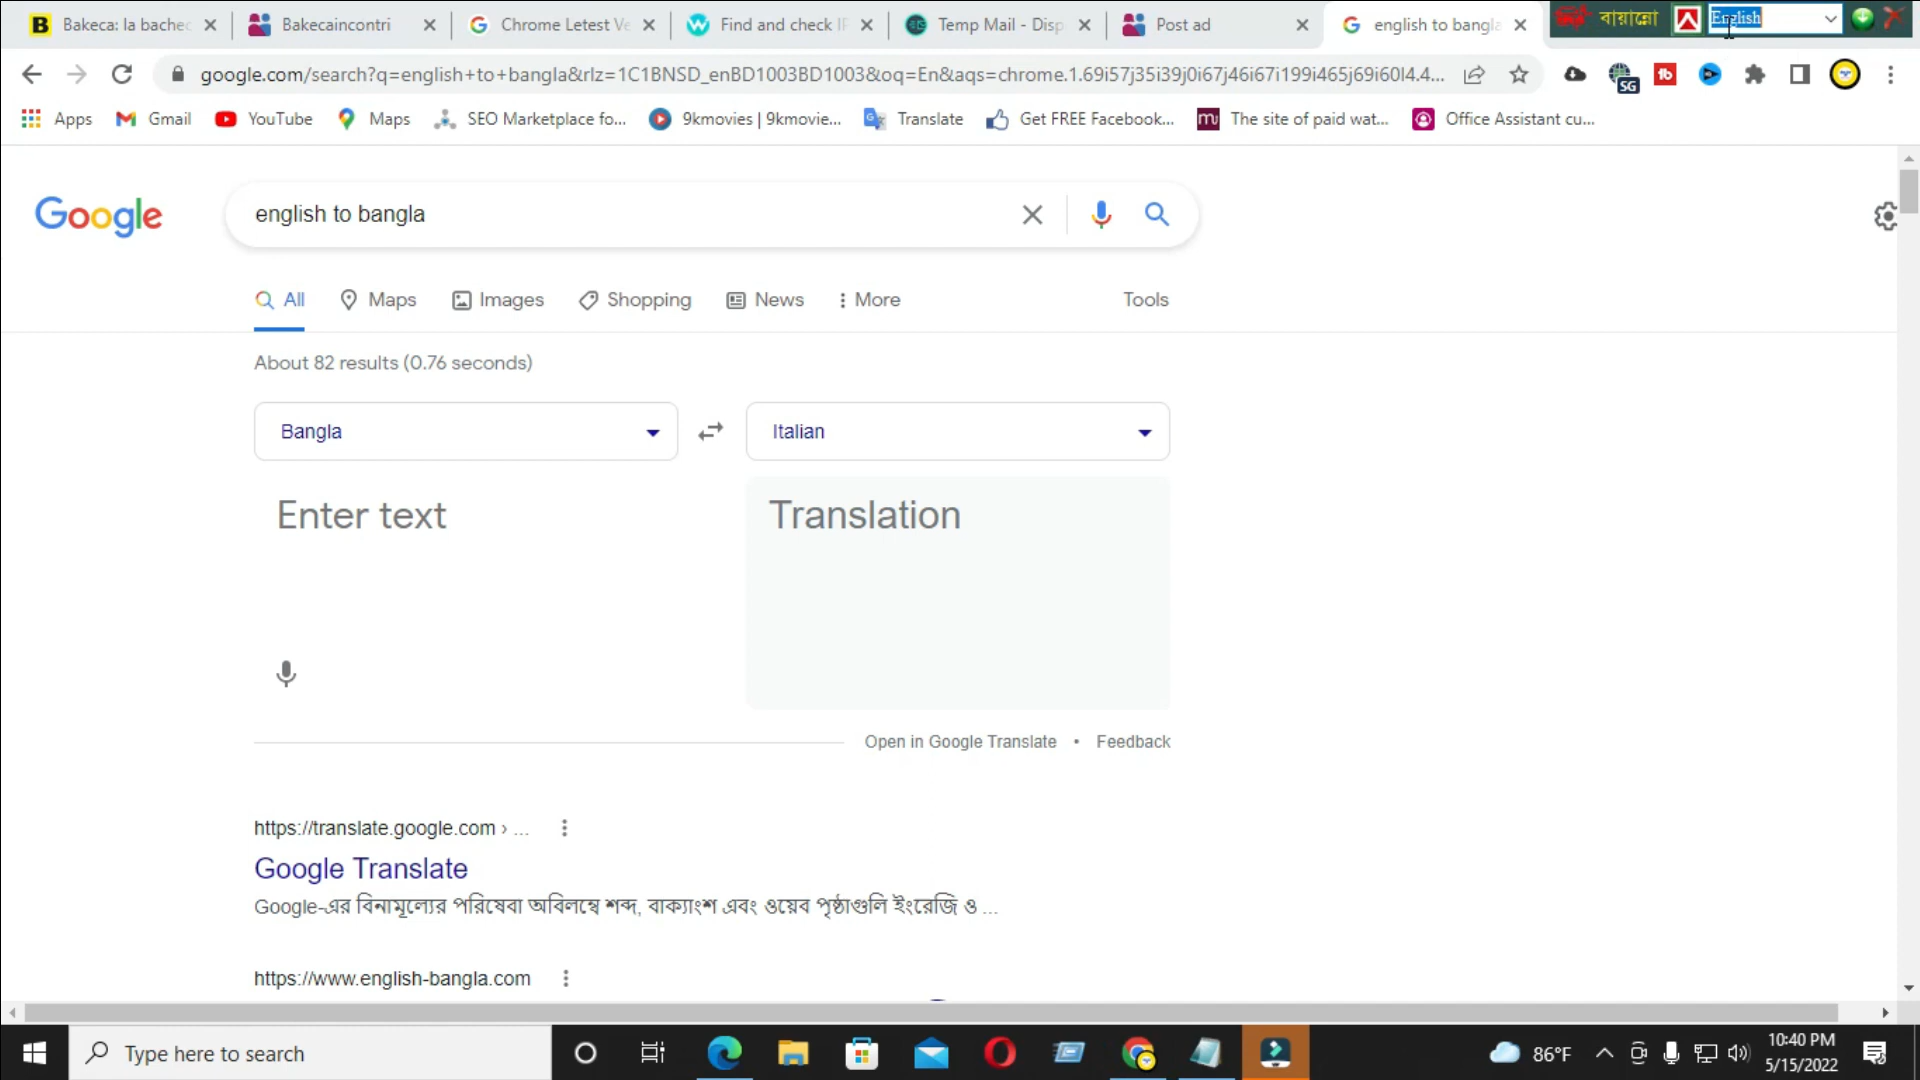 Bakeca: la bachec
Bakecaincontri
Chrome Letest Ve
Find and check IP
Temp Mail - Disp
Post ad
english to bangla
বায়ান্নো
English
google.com/search?q=english+to+bangla&rlz=1C1BNSD_enBD1003BD1003&oq=En&aqs=chrome.1.69i57j35i39j0i67j46i67i199i465j69i60l4.4...
SG
Apps
Gmail
YouTube
Maps
SEO Marketplace fo...
9kmovies | 9kmovie...
Translate
Get FREE Facebook...
The site of paid wat...
Office Assistant cu...
Google
english to bangla
All
Maps
Images
Shopping
News
More
Tools
About 82 results (0.76 seconds)
Bangla
Italian
Enter text
Translation
Open in Google Translate • Feedback
https://translate.google.com › ...
Google Translate
Google-এর বিনামূল্যের পরিষেবা অবিলম্বে শব্দ, বাক্যাংশ এবং ওয়েব পৃষ্ঠাগুলি ইংরেজি ও ...
https://www.english-bangla.com
Type here to search
86°F
10:40 PM
5/15/2022